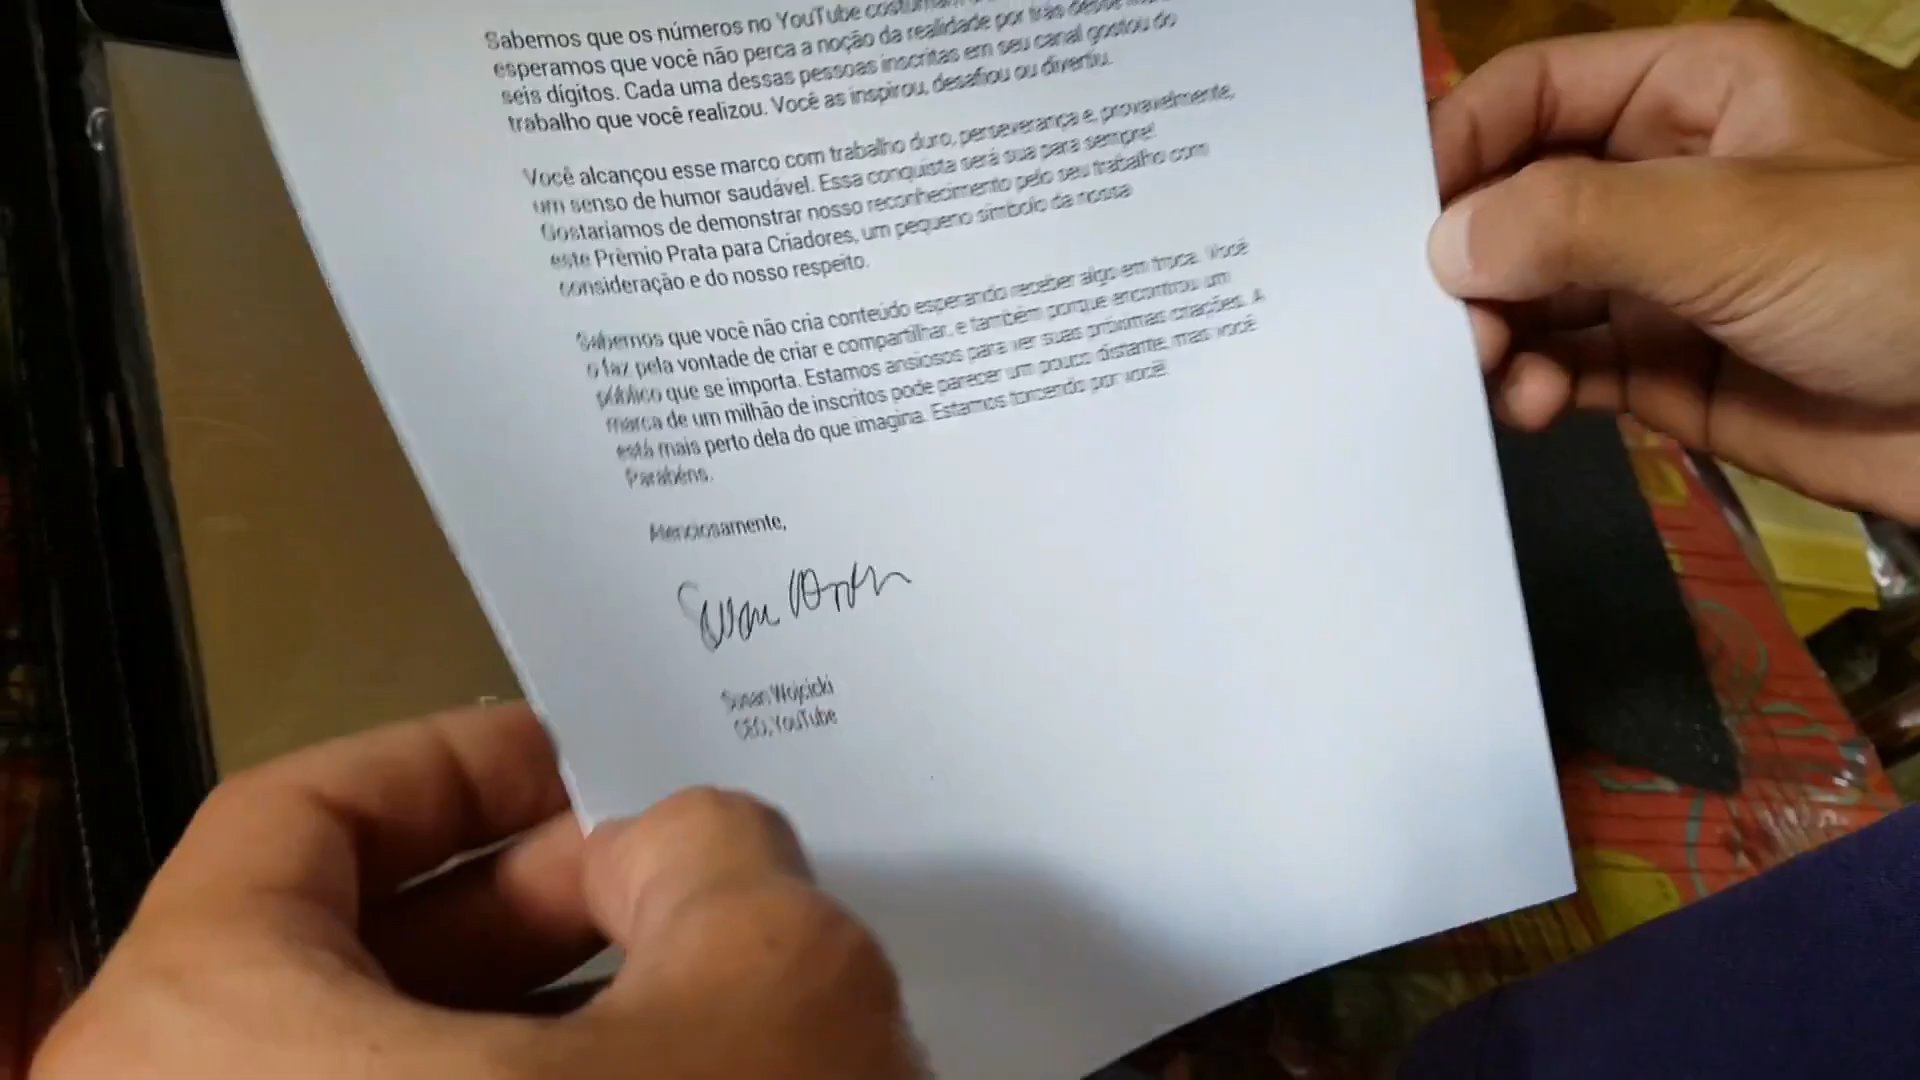 Sabemos que os números no YouTube costumam
esperamos que você não perca a noção da realidade por trás desse
seis dígitos. Cada uma dessas pessoas inscritas em seu canal gostou do
trabalho que você realizou. Você as inspirou, desafiou ou divertiu.
Você alcançou esse marco com trabalho duro, perseverança e, provavelmente,
um senso de humor saudável. Essa conquista será sua para sempre!
Gostaríamos de demonstrar nosso reconhecimento pelo seu trabalho com
este Prêmio Prata para Criadores, um pequeno símbolo da nossa
consideração e do nosso respeito.
Sabemos que você não cria conteúdo esperando receber algo em troca. Você
o faz pela vontade de criar e compartilhar, e também porque encontrou um
público que se importa. Estamos ansiosos para ver suas próximas criações. A
marca de um milhão de inscritos pode parecer um pouco distante, mas você
está mais perto dela do que imagina. Estamos torcendo por você!
Parabéns.
Atenciosamente,
Susan Wojcicki
CEO, YouTube